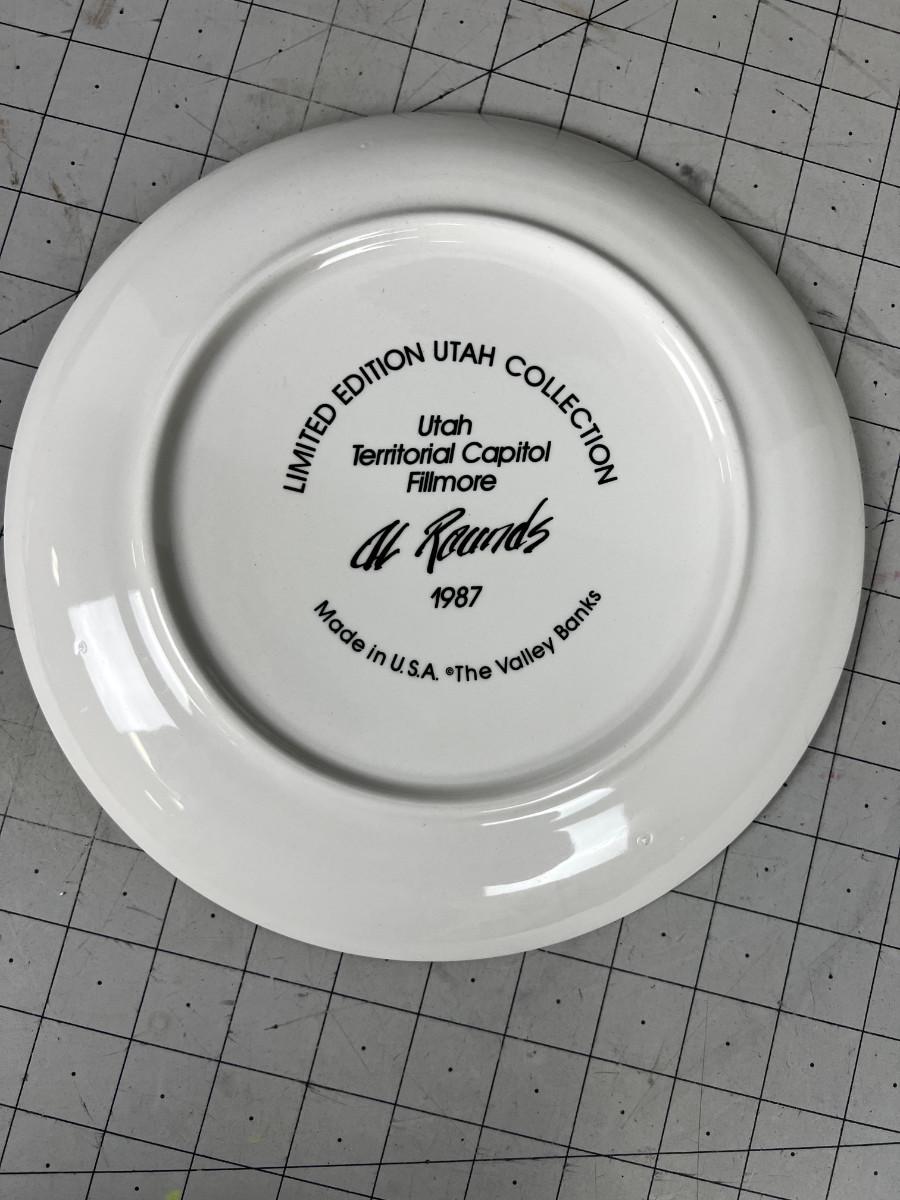 LIMITED EDITION UTAH COLLECTION
Utah
Territorial Capitol
Fillmore
Al Rounds
1987
Made in U.S.A. ©The Valley Banks